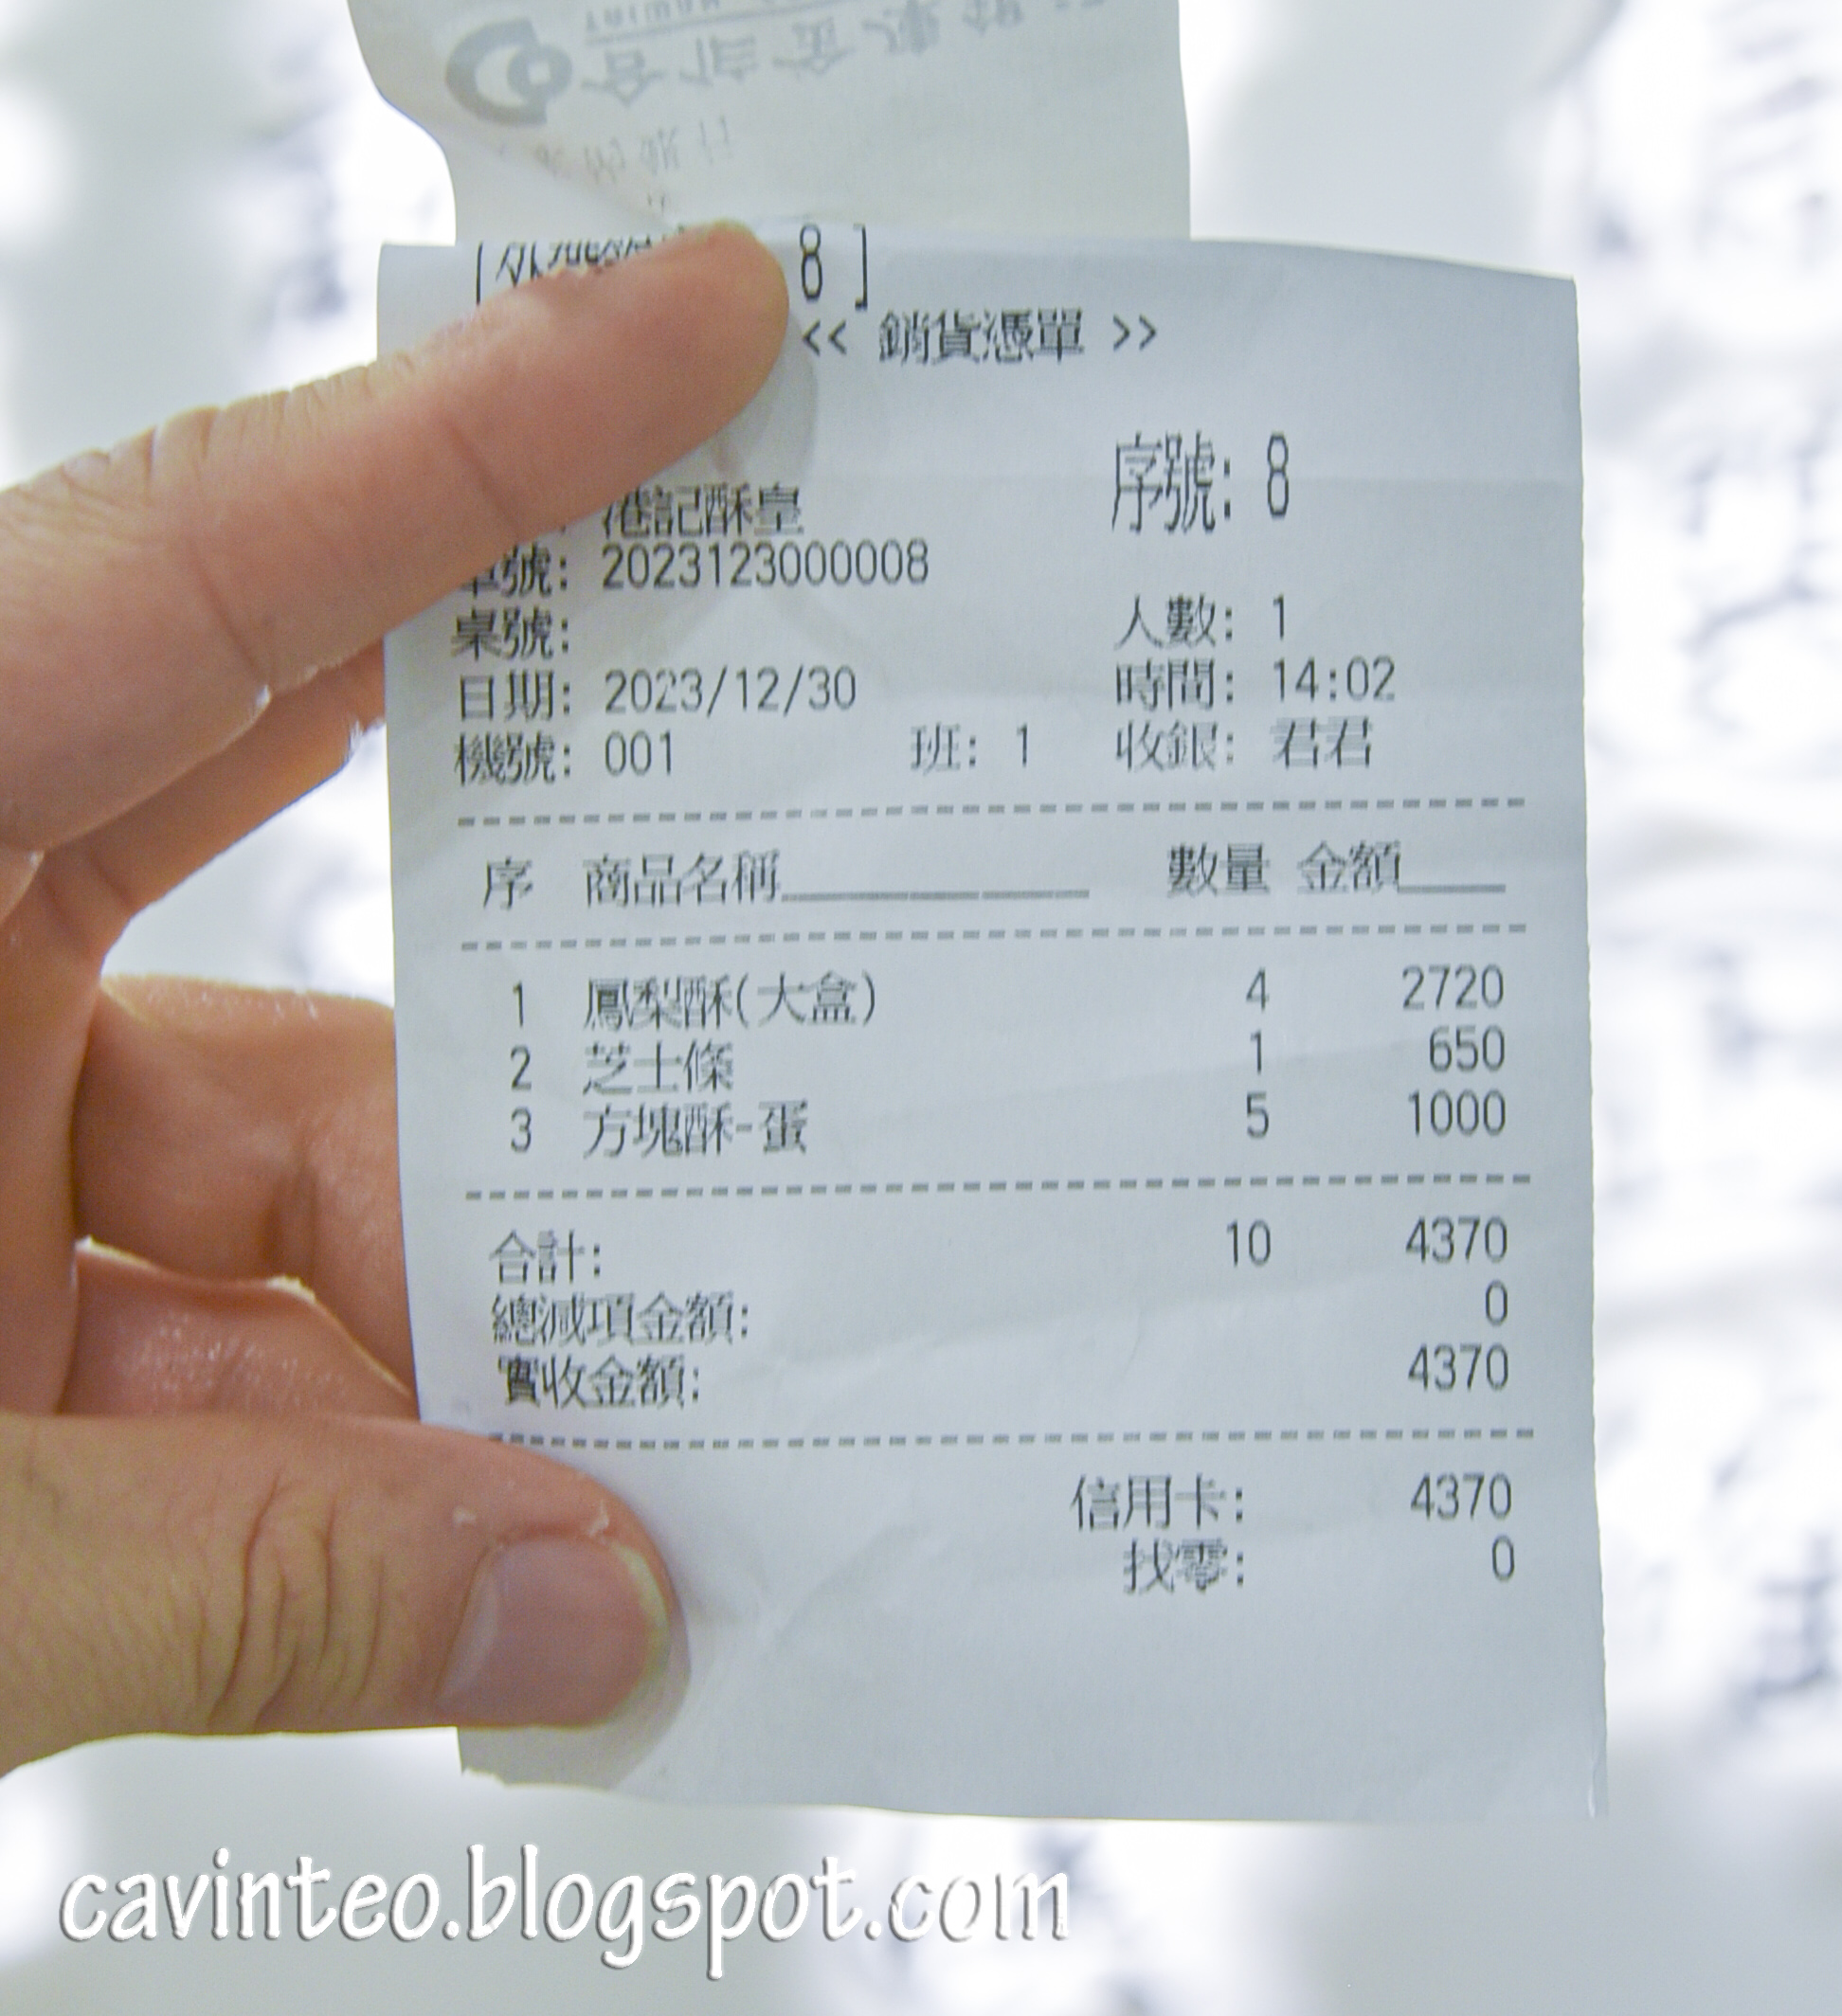 8 ]
<< 銷貨憑單 >>
序號: 8
港記酥皇
單號: 2023123000008
桌號:
人數: 1
日期: 2023/12/30 時間: 14:02
機號: 001 班: 1 收銀: 君君
序 商品名稱 數量 金額
1 鳳梨酥(大盒) 4 2720
2 芝士條 1 650
3 方塊酥-蛋 5 1000
合計: 10 4370
總減項金額: 0
實收金額: 4370
信用卡: 4370
找零: 0
cavinteo.blogspot.com